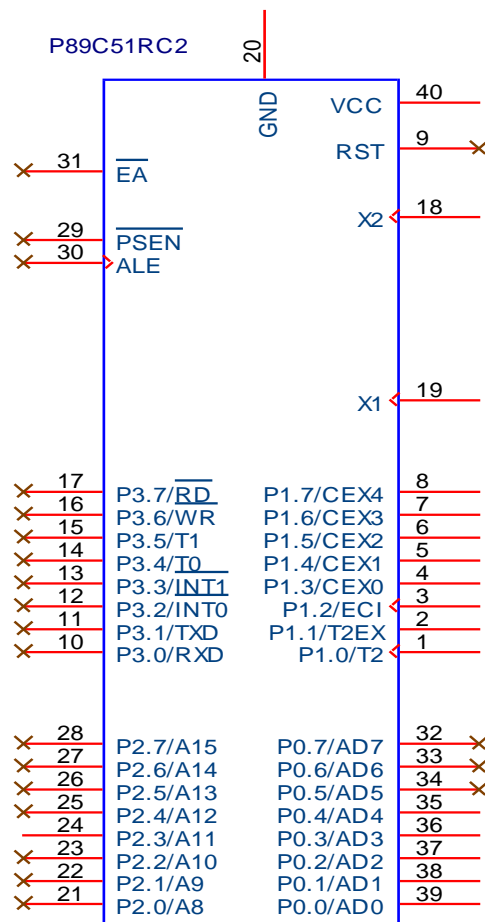 P89C51RC2
20
GND
VCC 40
RST 9
31 EA
X2 18
29 PSEN
30 ALE
X1 19
17 P3.7/RD P1.7/CEX4 8
16 P3.6/WR P1.6/CEX3 7
15 P3.5/T1 P1.5/CEX2 6
14 P3.4/T0 P1.4/CEX1 5
13 P3.3/INT1 P1.3/CEX0 4
12 P3.2/INT0 P1.2/ECI 3
11 P3.1/TXD P1.1/T2EX 2
10 P3.0/RXD P1.0/T2 1
28 P2.7/A15 P0.7/AD7 32
27 P2.6/A14 P0.6/AD6 33
26 P2.5/A13 P0.5/AD5 34
25 P2.4/A12 P0.4/AD4 35
24 P2.3/A11 P0.3/AD3 36
23 P2.2/A10 P0.2/AD2 37
22 P2.1/A9 P0.1/AD1 38
21 P2.0/A8 P0.0/AD0 39